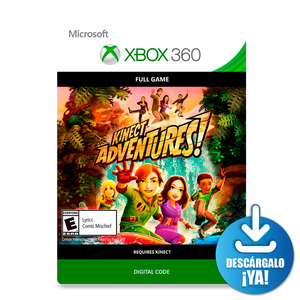 Microsoft
XBOX 360
FULL GAME
KINECT
ADVENTURES!
E
Lyrics
Comic Mischief
REQUIRES KINECT
DIGITAL CODE
DESCÁRGALO
¡YA!